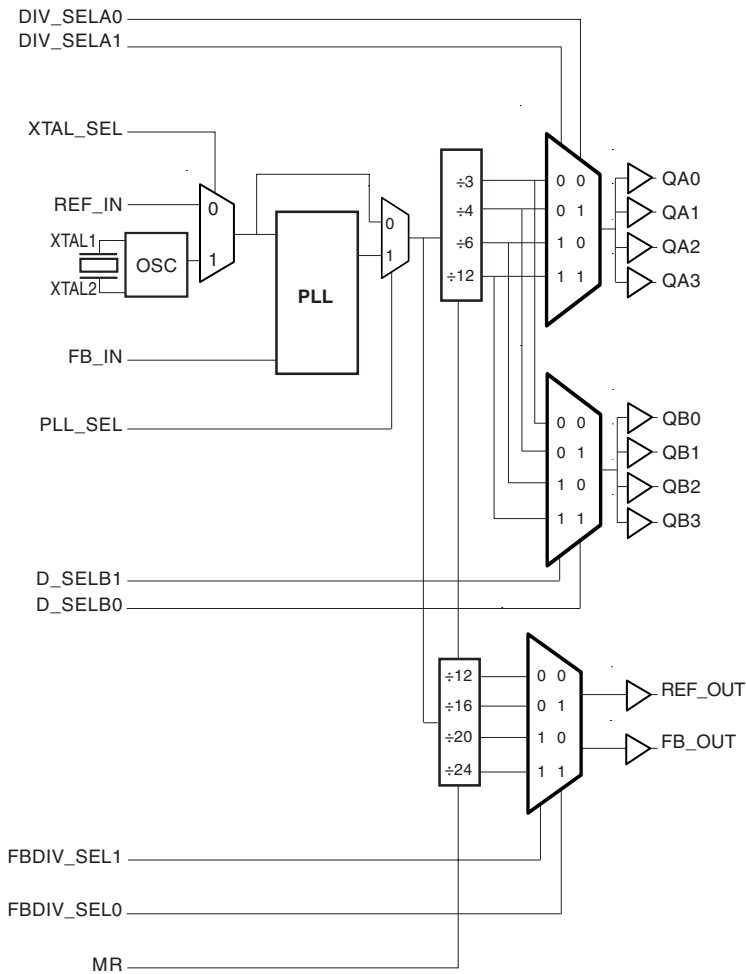 DIV_SELA0
DIV_SELA1
XTAL_SEL
REF_IN
XTAL1
OSC
XTAL2
0
1
PLL
0
1
FB_IN
PLL_SEL
÷3
÷4
÷6
÷12
0 0
0 1
1 0
1 1
QA0
QA1
QA2
QA3
0 0
0 1
1 0
1 1
QB0
QB1
QB2
QB3
D_SELB1
D_SELB0
÷12
÷16
÷20
÷24
0 0
0 1
1 0
1 1
REF_OUT
FB_OUT
FBDIV_SEL1
FBDIV_SEL0
MR